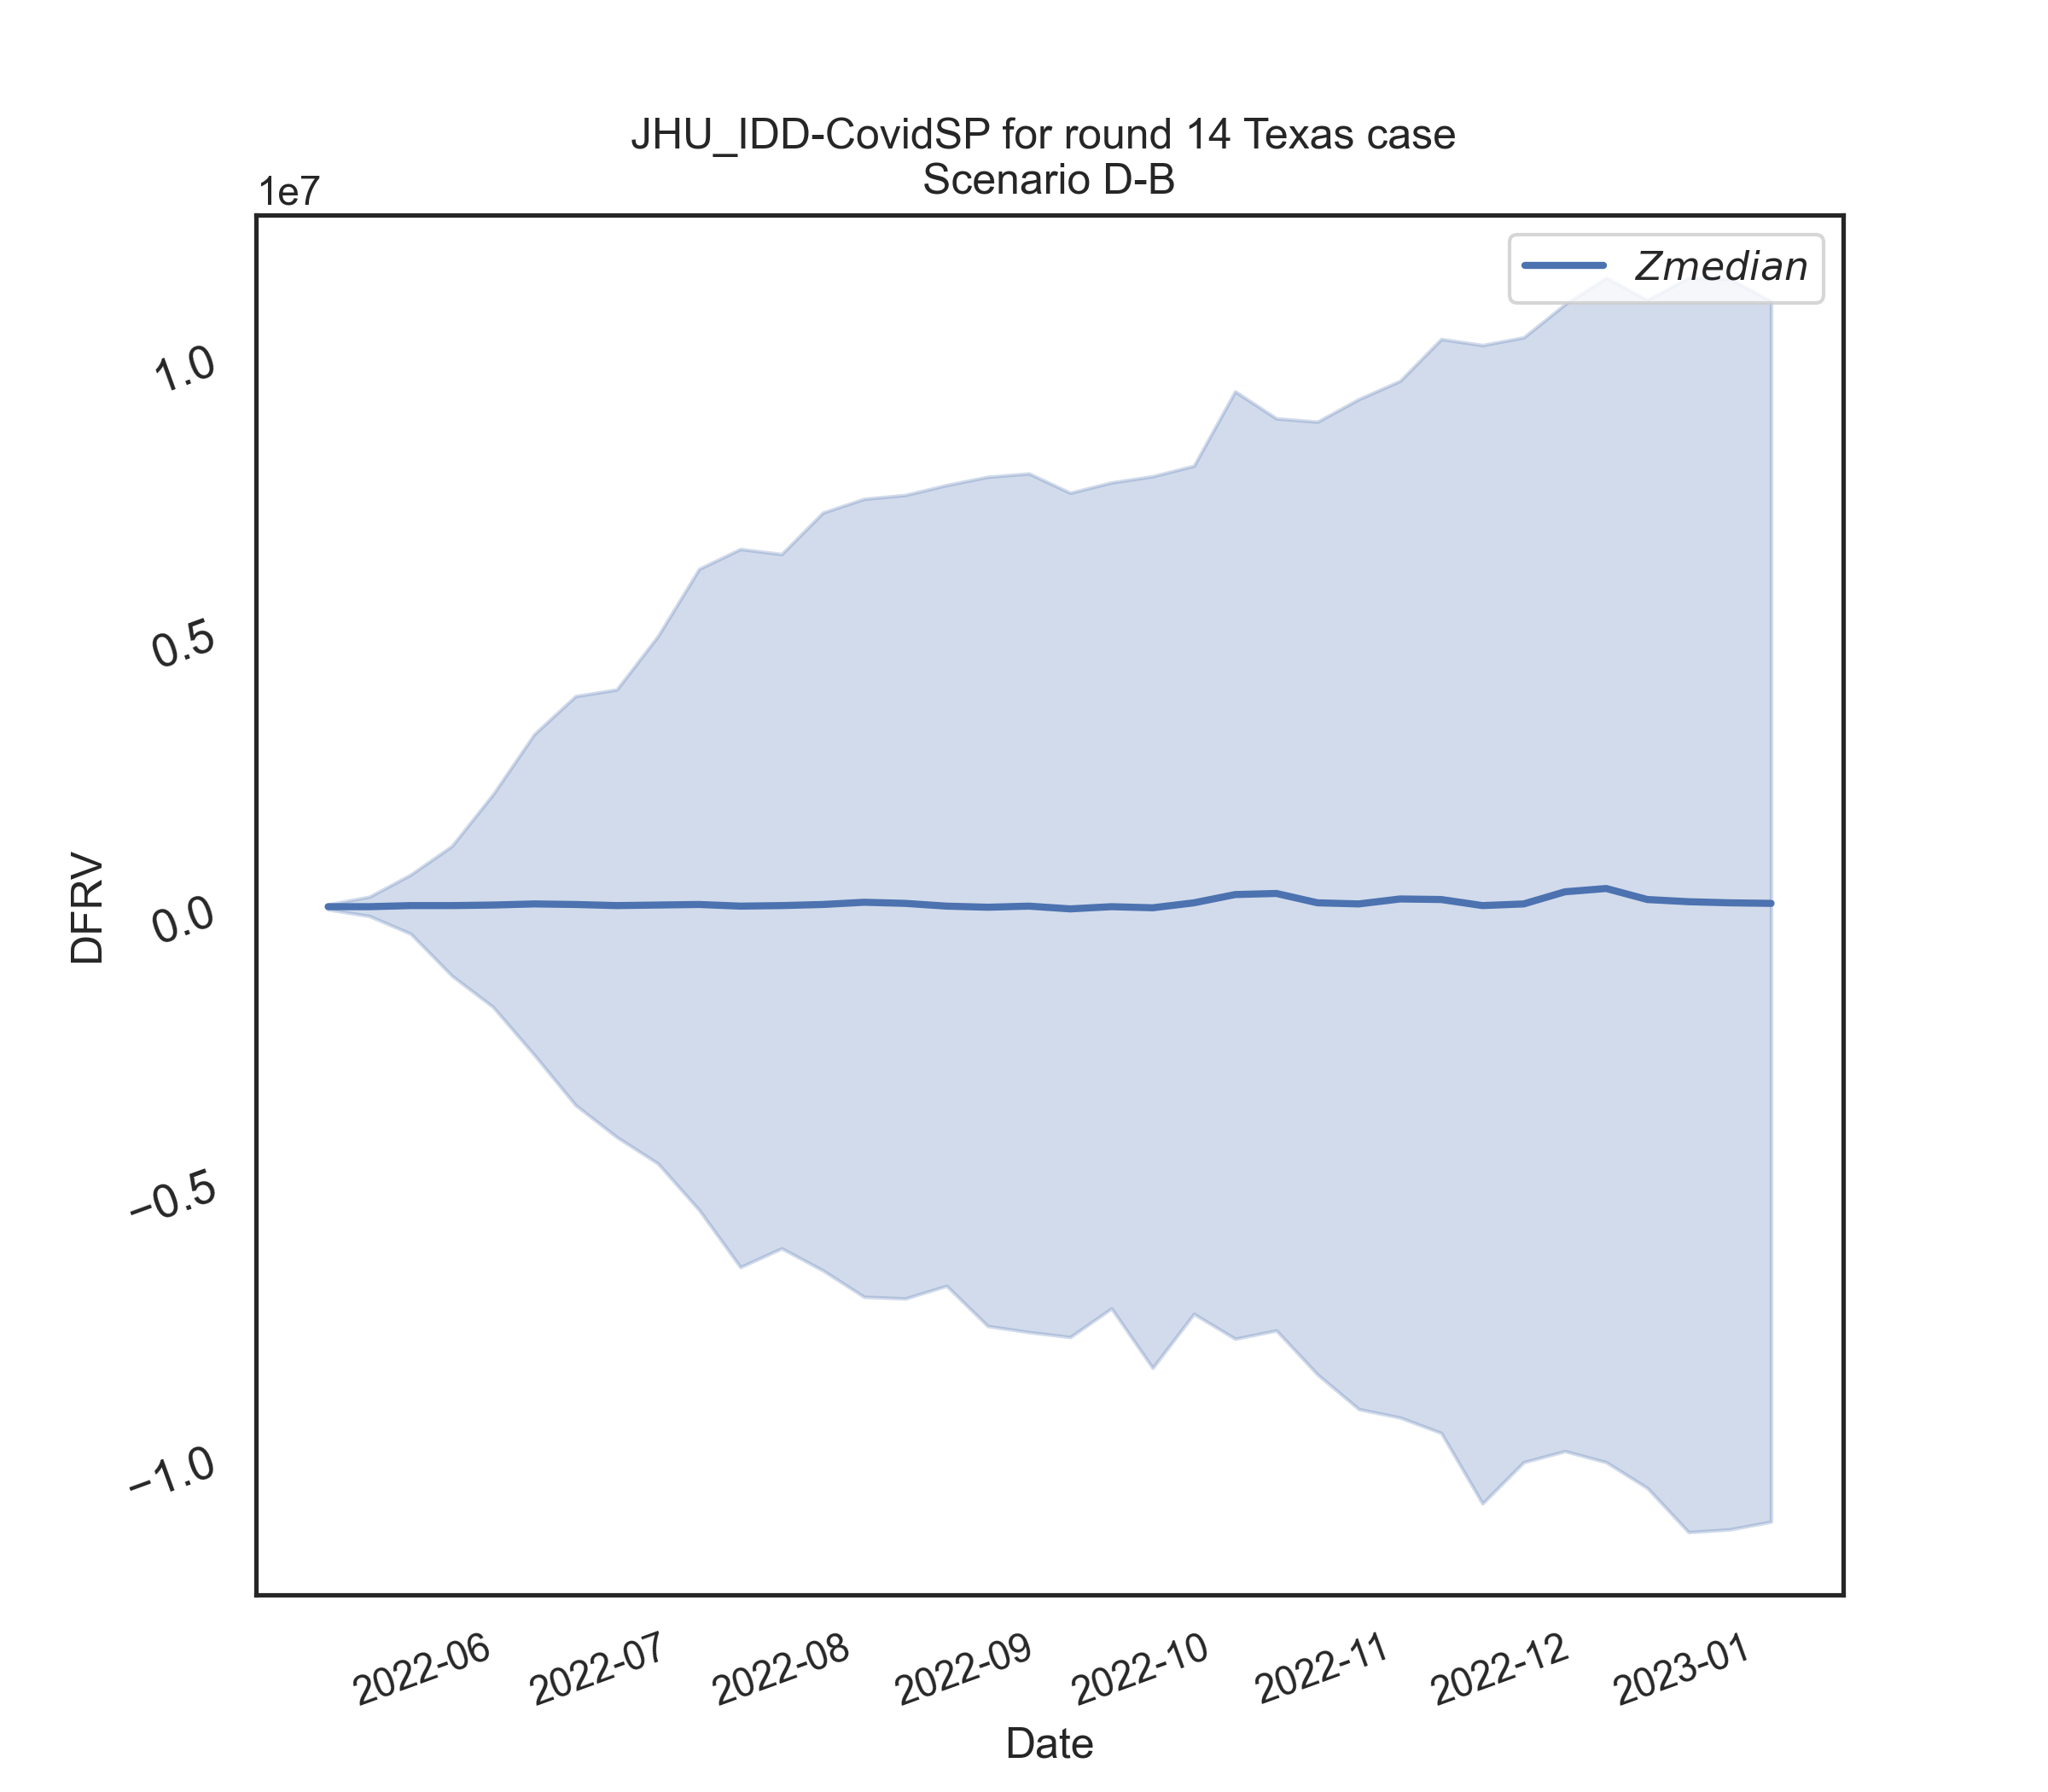 JHU_IDD-CovidSP for round 14 Texas case
Scenario D-B
1e7
Zmedian
1.0
0.5
0.0
−0.5
−1.0
DFRV
2022-06
2022-07
2022-08
2022-09
2022-10
2022-11
2022-12
2023-01
Date